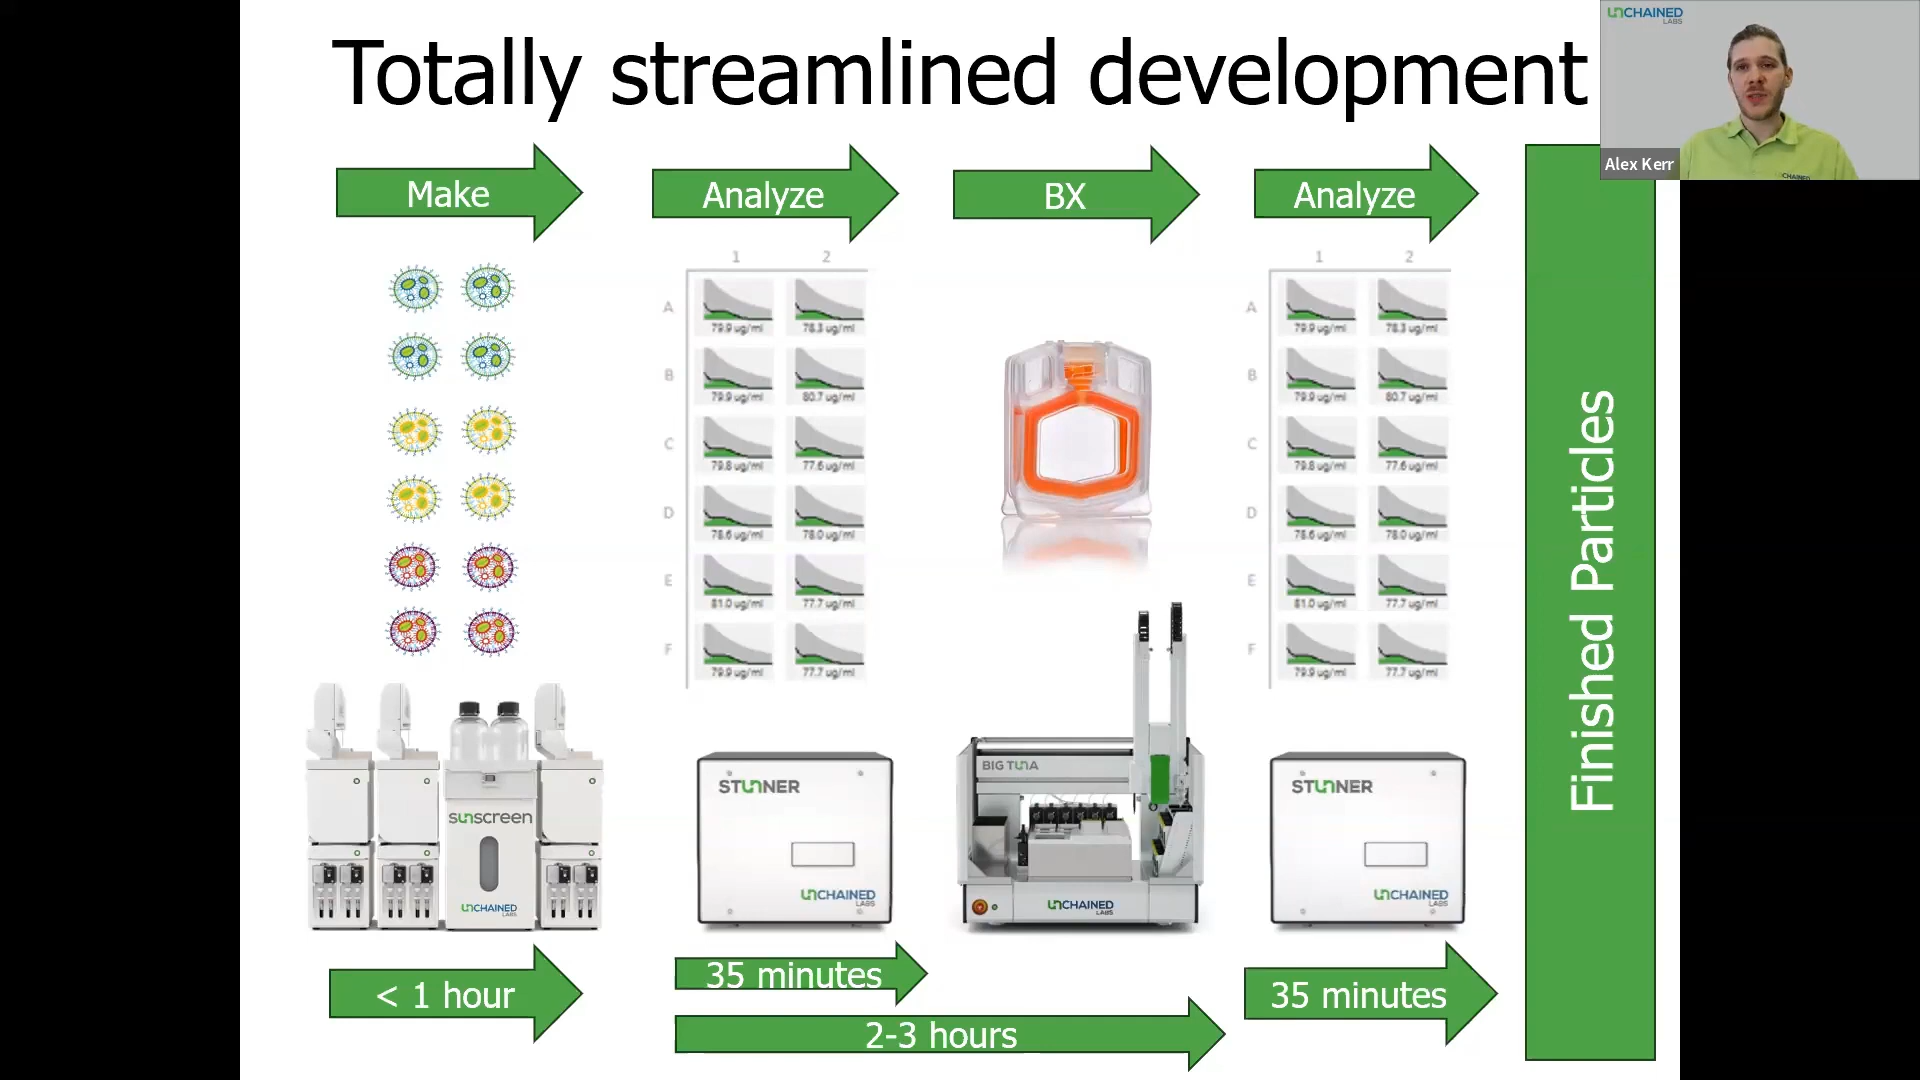 Totally streamlined development
UNCHAINED
LABS
Alex Kerr
CHAINED
Make
Analyze
BX
Analyze
1 2
A
79.9 ug/ml 78.3 ug/ml
B
79.9 ug/ml 80.7 ug/ml
C
79.8 ug/ml 77.6 ug/ml
D
78.6 ug/ml 78.0 ug/ml
E
81.0 ug/ml 77.7 ug/ml
F
79.9 ug/ml 77.7 ug/ml
1 2
A
79.9 ug/ml 78.3 ug/ml
B
79.9 ug/ml 80.7 ug/ml
C
79.8 ug/ml 77.6 ug/ml
D
78.6 ug/ml 78.0 ug/ml
E
81.0 ug/ml 77.7 ug/ml
F
79.9 ug/ml 77.7 ug/ml
sunscreen
UNCHAINED
LABS
STUNNER
UNCHAINED
LABS
BIG TUNA
UNCHAINED
LABS
STUNNER
UNCHAINED
LABS
< 1 hour
35 minutes
2-3 hours
35 minutes
Finished Particles